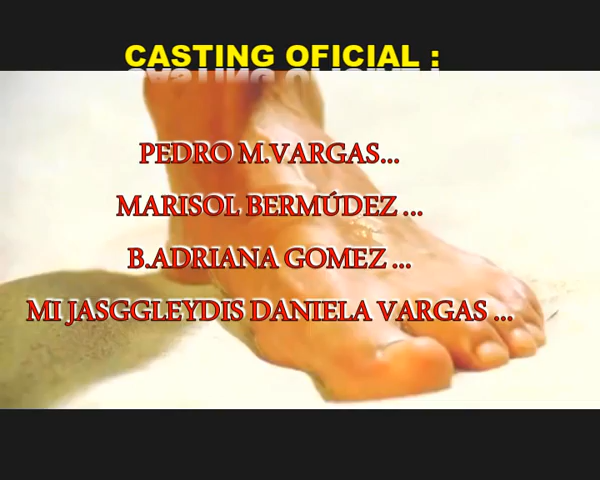 CASTING OFICIAL :
PEDRO M.VARGAS...
MARISOL BERMÚDEZ ...
B.ADRIANA GOMEZ ...
MI JASGGLEYDIS DANIELA VARGAS ...